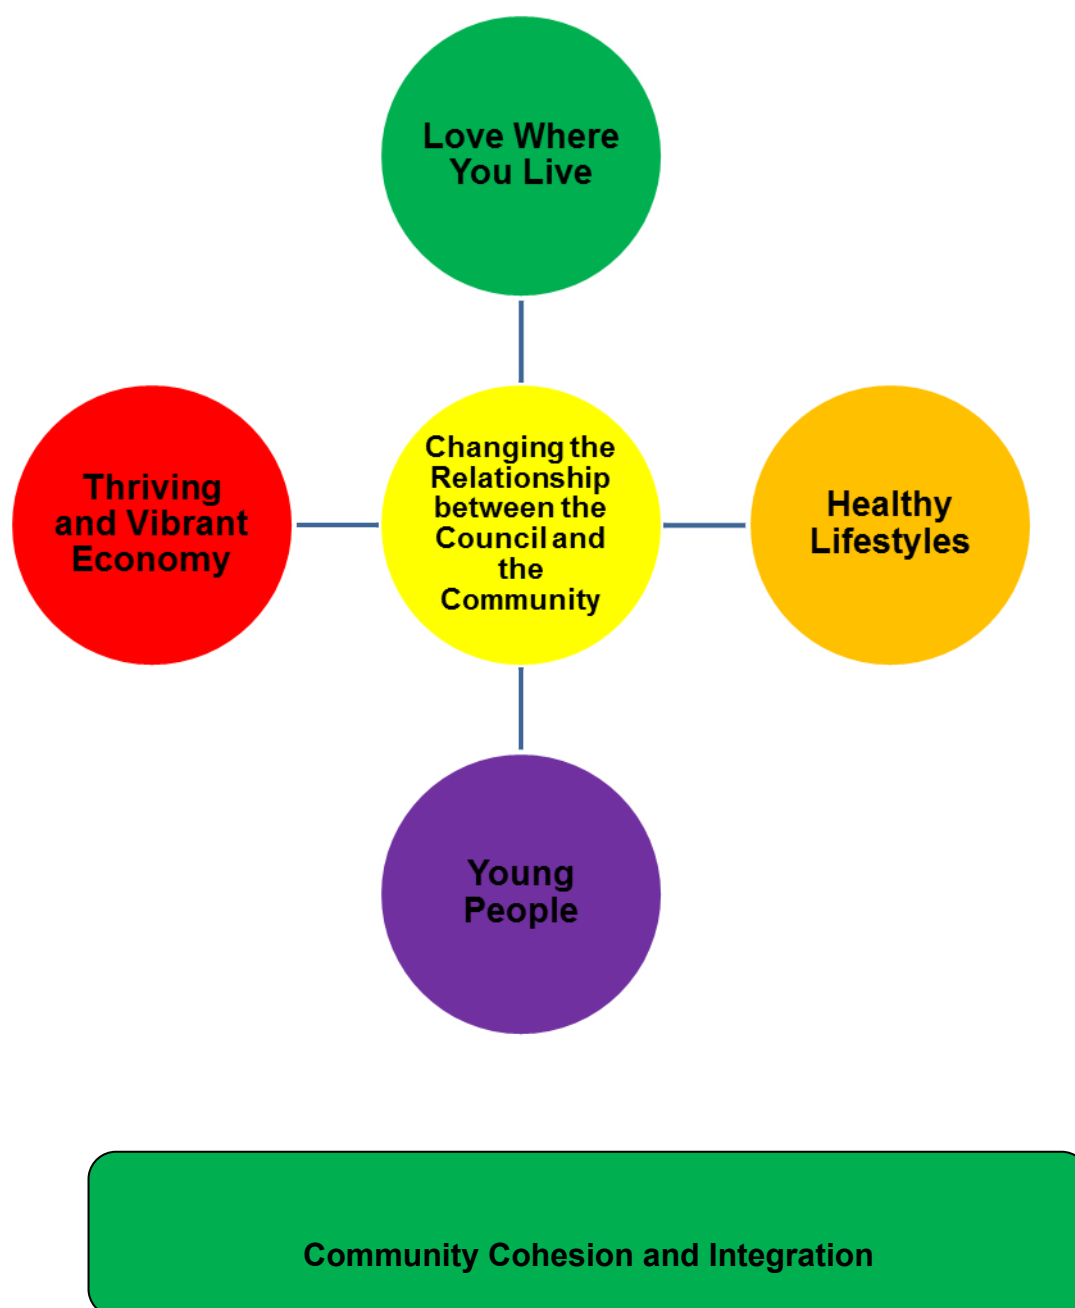 Love Where
You Live
Thriving
and Vibrant
Economy
Changing the
Relationship
between the
Council and
the
Community
Healthy
Lifestyles
Young
People
Community Cohesion and Integration